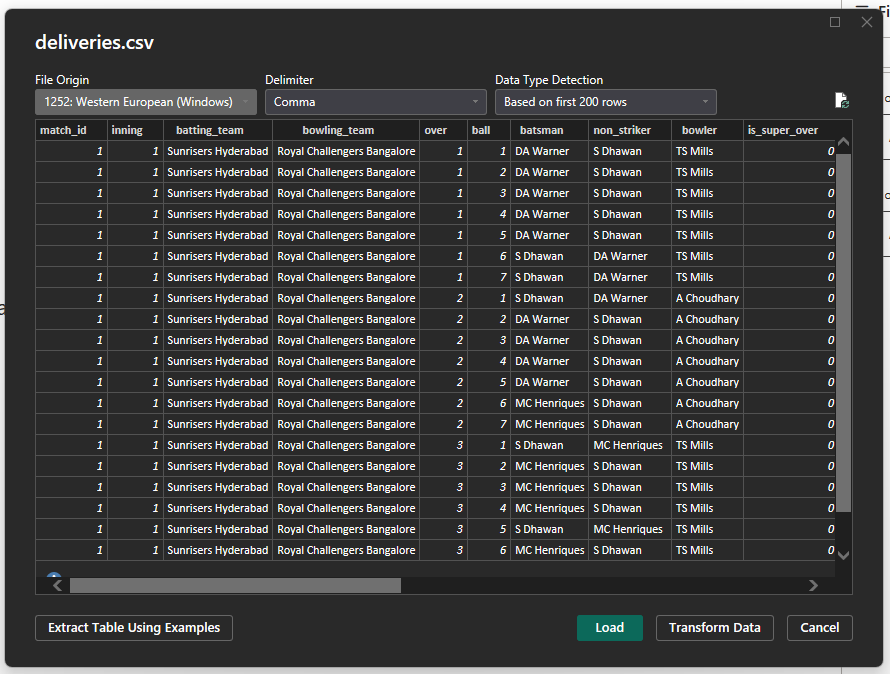 Fi
deliveries.csv
File Origin Delimiter Data Type Detection
1252: Western European (Windows) Comma Based on first 200 rows
match_id inning batting_team bowling_team over ball batsman non_striker bowler is_super_over
1 1 Sunrisers Hyderabad Royal Challengers Bangalore 1 1 DA Warner S Dhawan TS Mills 0
1 1 Sunrisers Hyderabad Royal Challengers Bangalore 1 2 DA Warner S Dhawan TS Mills 0
1 1 Sunrisers Hyderabad Royal Challengers Bangalore 1 3 DA Warner S Dhawan TS Mills 0
1 1 Sunrisers Hyderabad Royal Challengers Bangalore 1 4 DA Warner S Dhawan TS Mills 0
1 1 Sunrisers Hyderabad Royal Challengers Bangalore 1 5 DA Warner S Dhawan TS Mills 0
1 1 Sunrisers Hyderabad Royal Challengers Bangalore 1 6 S Dhawan DA Warner TS Mills 0
1 1 Sunrisers Hyderabad Royal Challengers Bangalore 1 7 S Dhawan DA Warner TS Mills 0
1 1 Sunrisers Hyderabad Royal Challengers Bangalore 2 1 S Dhawan DA Warner A Choudhary 0
1 1 Sunrisers Hyderabad Royal Challengers Bangalore 2 2 DA Warner S Dhawan A Choudhary 0
1 1 Sunrisers Hyderabad Royal Challengers Bangalore 2 3 DA Warner S Dhawan A Choudhary 0
1 1 Sunrisers Hyderabad Royal Challengers Bangalore 2 4 DA Warner S Dhawan A Choudhary 0
1 1 Sunrisers Hyderabad Royal Challengers Bangalore 2 5 DA Warner S Dhawan A Choudhary 0
1 1 Sunrisers Hyderabad Royal Challengers Bangalore 2 6 MC Henriques S Dhawan A Choudhary 0
1 1 Sunrisers Hyderabad Royal Challengers Bangalore 2 7 MC Henriques S Dhawan A Choudhary 0
1 1 Sunrisers Hyderabad Royal Challengers Bangalore 3 1 S Dhawan MC Henriques TS Mills 0
1 1 Sunrisers Hyderabad Royal Challengers Bangalore 3 2 MC Henriques S Dhawan TS Mills 0
1 1 Sunrisers Hyderabad Royal Challengers Bangalore 3 3 MC Henriques S Dhawan TS Mills 0
1 1 Sunrisers Hyderabad Royal Challengers Bangalore 3 4 MC Henriques S Dhawan TS Mills 0
1 1 Sunrisers Hyderabad Royal Challengers Bangalore 3 5 S Dhawan MC Henriques TS Mills 0
1 1 Sunrisers Hyderabad Royal Challengers Bangalore 3 6 MC Henriques S Dhawan TS Mills 0
Extract Table Using Examples Load Transform Data Cancel